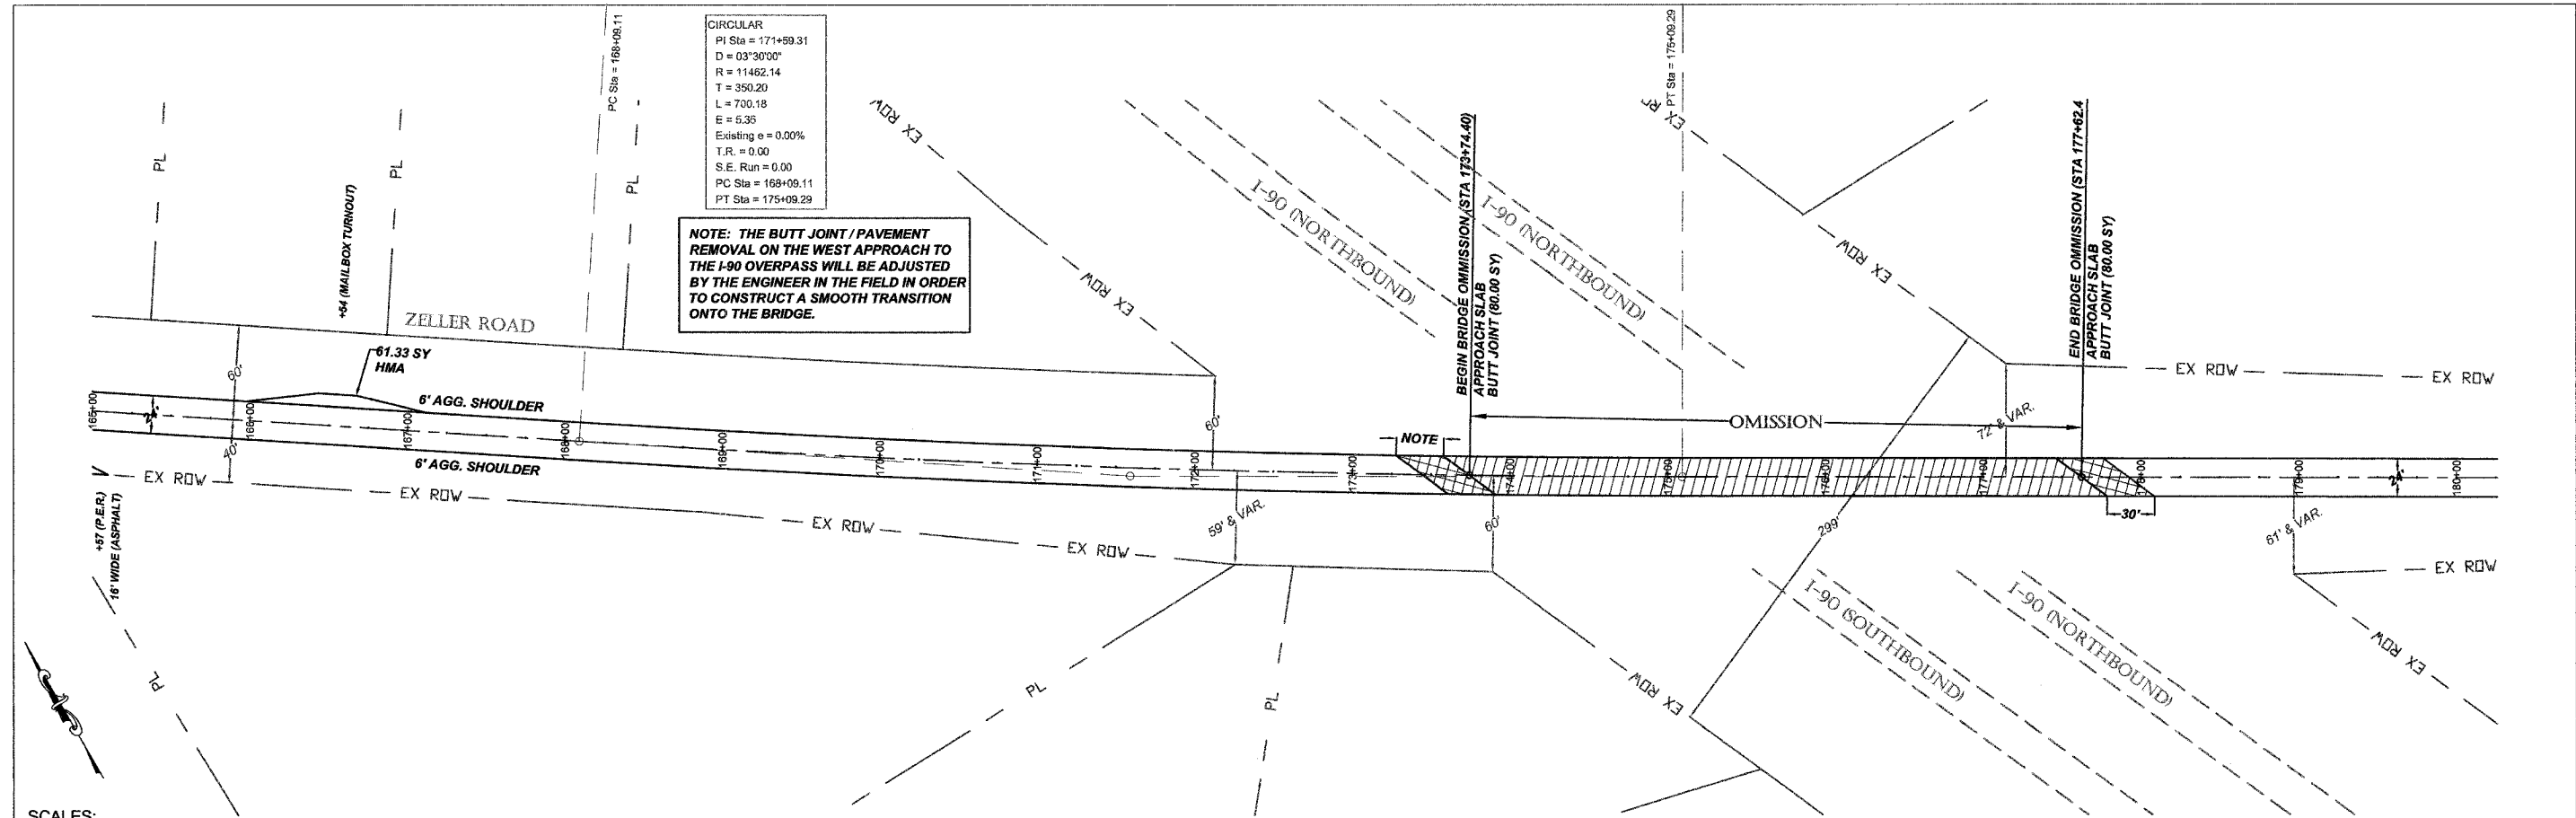 CIRCULAR
PI Sta = 171+59.31
D = 03°30'00"
R = 11462.14
T = 350.20
L = 700.18
E = 5.35
Existing e = 0.00%
T.R. = 0.00
S.E. Run = 0.00
PC Sta = 168+09.11
PT Sta = 175+09.29
NOTE: THE BUTT JOINT / PAVEMENT
REMOVAL ON THE WEST APPROACH TO
THE I-90 OVERPASS WILL BE ADJUSTED
BY THE ENGINEER IN THE FIELD IN ORDER
TO CONSTRUCT A SMOOTH TRANSITION
ONTO THE BRIDGE.
PC Sta = 168+09.11
PT Sta = 175+09.29
PL
PL
PL
+54 (MAILBOX TURNOUT)
ZELLER ROAD
61.33 SY
HMA
6' AGG. SHOULDER
6' AGG. SHOULDER
60'
40'
24'
165+00
166+00
167+00
168+00
169+00
170+00
171+00
172+00
173+00
174+00
175+00
176+00
177+00
178+00
179+00
180+00
24'
EX ROW
EX ROW
EX ROW
EX ROW
+57 (P.E.R.)
16' WIDE (ASPHALT)
PL
EX ROW
EX ROW
60'
59' & VAR.
60'
PL
PL
I-90 (NORTHBOUND)
I-90 (NORTHBOUND)
BEGIN BRIDGE OMMISSION (STA 173+74.40)
APPROACH SLAB
BUTT JOINT (80.00 SY)
NOTE
OMISSION
EX
EX ROW
72' & VAR.
299'
EX ROW
END BRIDGE OMMISSION (STA 177+62.4
APPROACH SLAB
BUTT JOINT (80.00 SY)
EX ROW
EX ROW
30'
61' & VAR.
EX ROW
EX ROW
I-90 (SOUTHBOUND)
I-90 (NORTHBOUND)
SCALES: